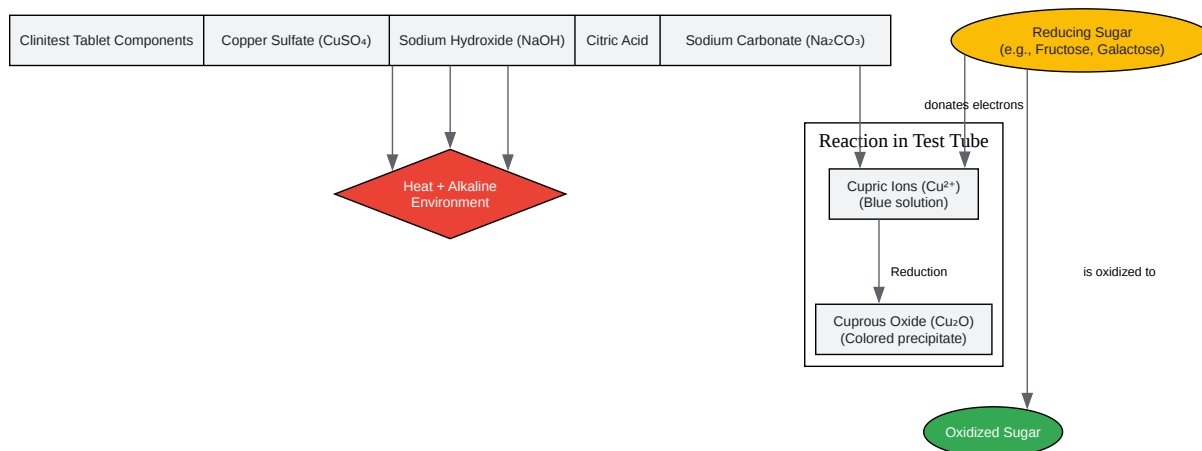 Clinitest Tablet Components
Copper Sulfate (CuSO₄)
Sodium Hydroxide (NaOH)
Citric Acid
Sodium Carbonate (Na₂CO₃)
Reducing Sugar
(e.g., Fructose, Galactose)
donates electrons
Reaction in Test Tube
Heat + Alkaline
Environment
Cupric Ions (Cu²⁺)
(Blue solution)
Reduction
is oxidized to
Cuprous Oxide (Cu₂O)
(Colored precipitate)
Oxidized Sugar